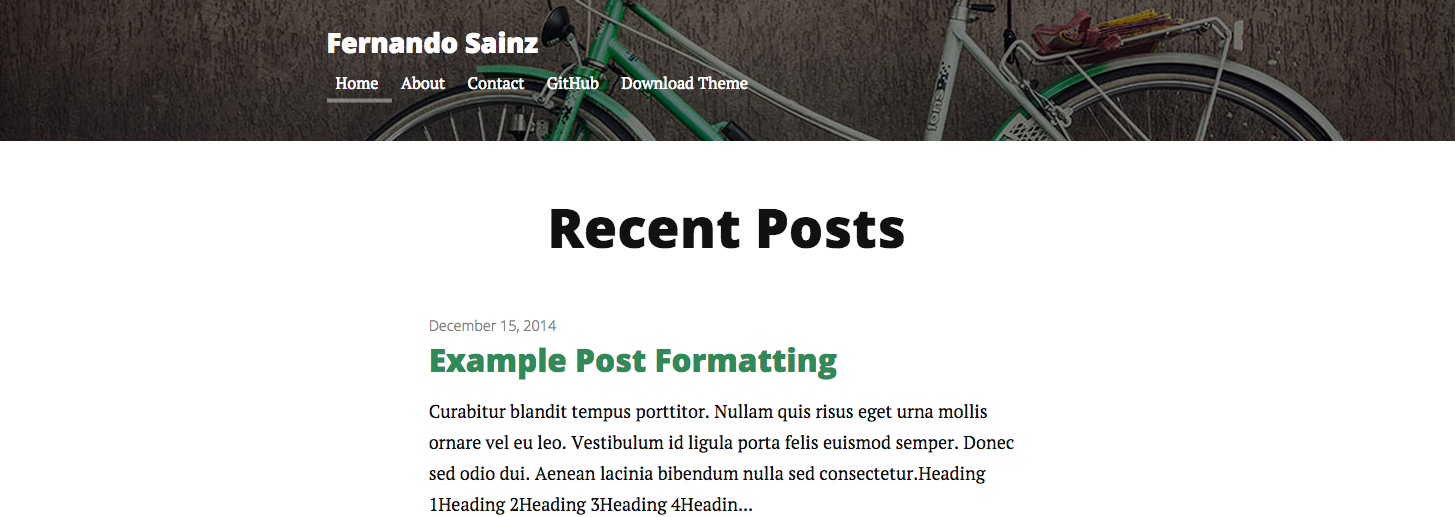 Fernando Sainz
Home About Contact GitHub Download Theme
Recent Posts
December 15, 2014
Example Post Formatting
Curabitur blandit tempus porttitor. Nullam quis risus eget urna mollis
ornare vel eu leo. Vestibulum id ligula porta felis euismod semper. Donec
sed odio dui. Aenean lacinia bibendum nulla sed consectetur.Heading
1Heading 2Heading 3Heading 4Headin...